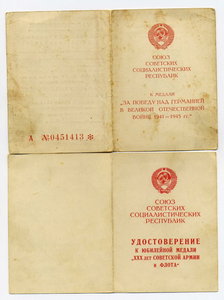 А №0451413 ✻
СОЮЗ
СОВЕТСКИХ
СОЦИАЛИСТИЧЕСКИХ
РЕСПУБЛИК
К МЕДАЛИ
„ЗА ПОБЕДУ НАД ГЕРМАНИЕЙ
В ВЕЛИКОЙ ОТЕЧЕСТВЕННОЙ
ВОЙНЕ 1941—1945 гг."
СОЮЗ
СОВЕТСКИХ
СОЦИАЛИСТИЧЕСКИХ
РЕСПУБЛИК
УДОСТОВЕРЕНИЕ
К ЮБИЛЕЙНОЙ МЕДАЛИ
„XXX ЛЕТ СОВЕТСКОЙ АРМИИ
И ФЛОТА"